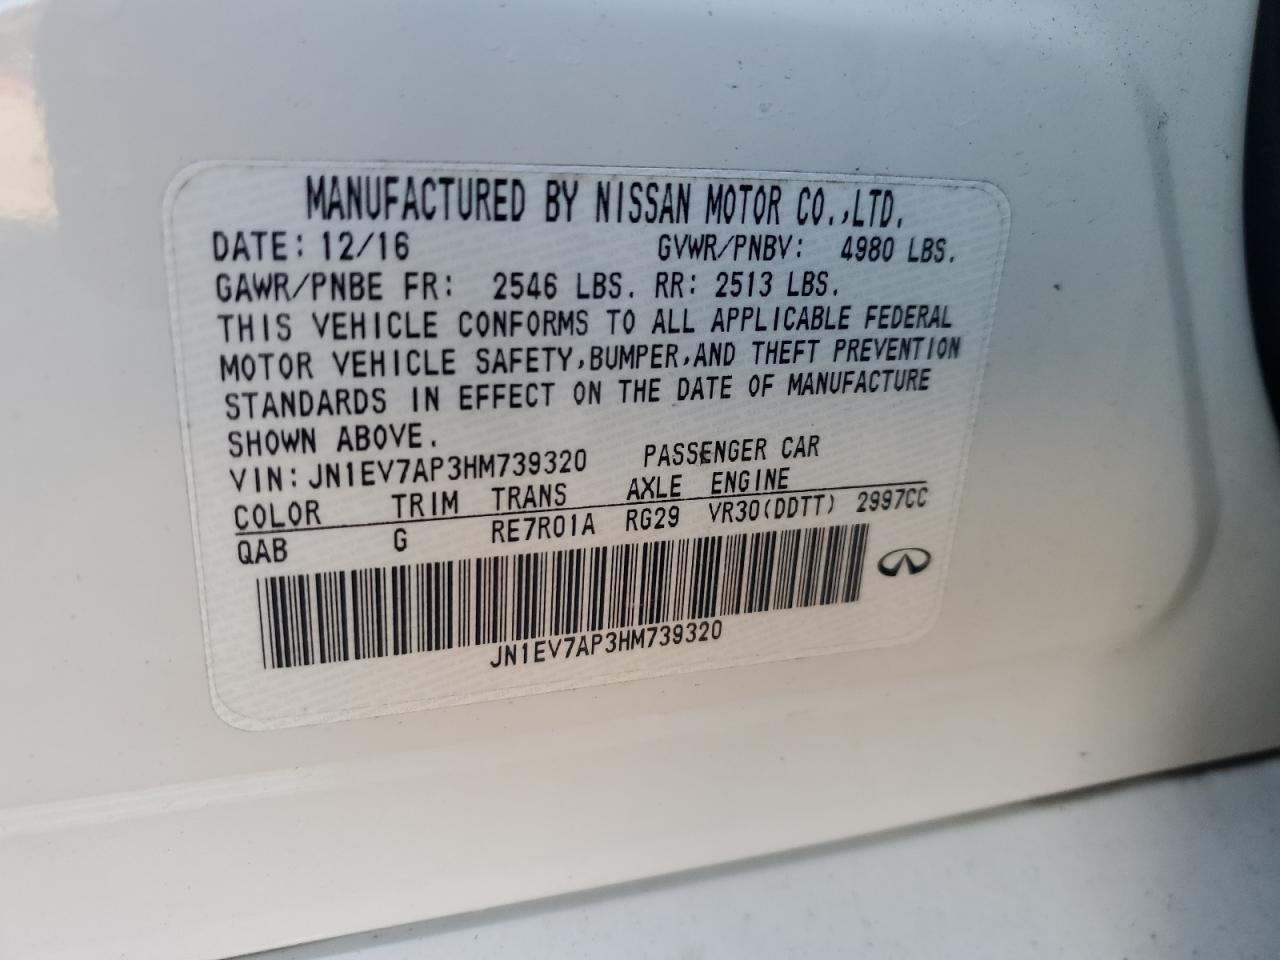 MANUFACTURED BY NISSAN MOTOR CO.,LTD.
DATE: 12/16 GVWR/PNBV: 4980 LBS.
GAWR/PNBE FR: 2546 LBS. RR: 2513 LBS.
THIS VEHICLE CONFORMS TO ALL APPLICABLE FEDERAL
MOTOR VEHICLE SAFETY,BUMPER,AND THEFT PREVENTION
STANDARDS IN EFFECT ON THE DATE OF MANUFACTURE
SHOWN ABOVE.
VIN: JN1EV7AP3HM739320 PASSENGER CAR
COLOR TRIM TRANS AXLE ENGINE
QAB G RE7R01A RG29 VR30(DDTT) 2997CC
JN1EV7AP3HM739320